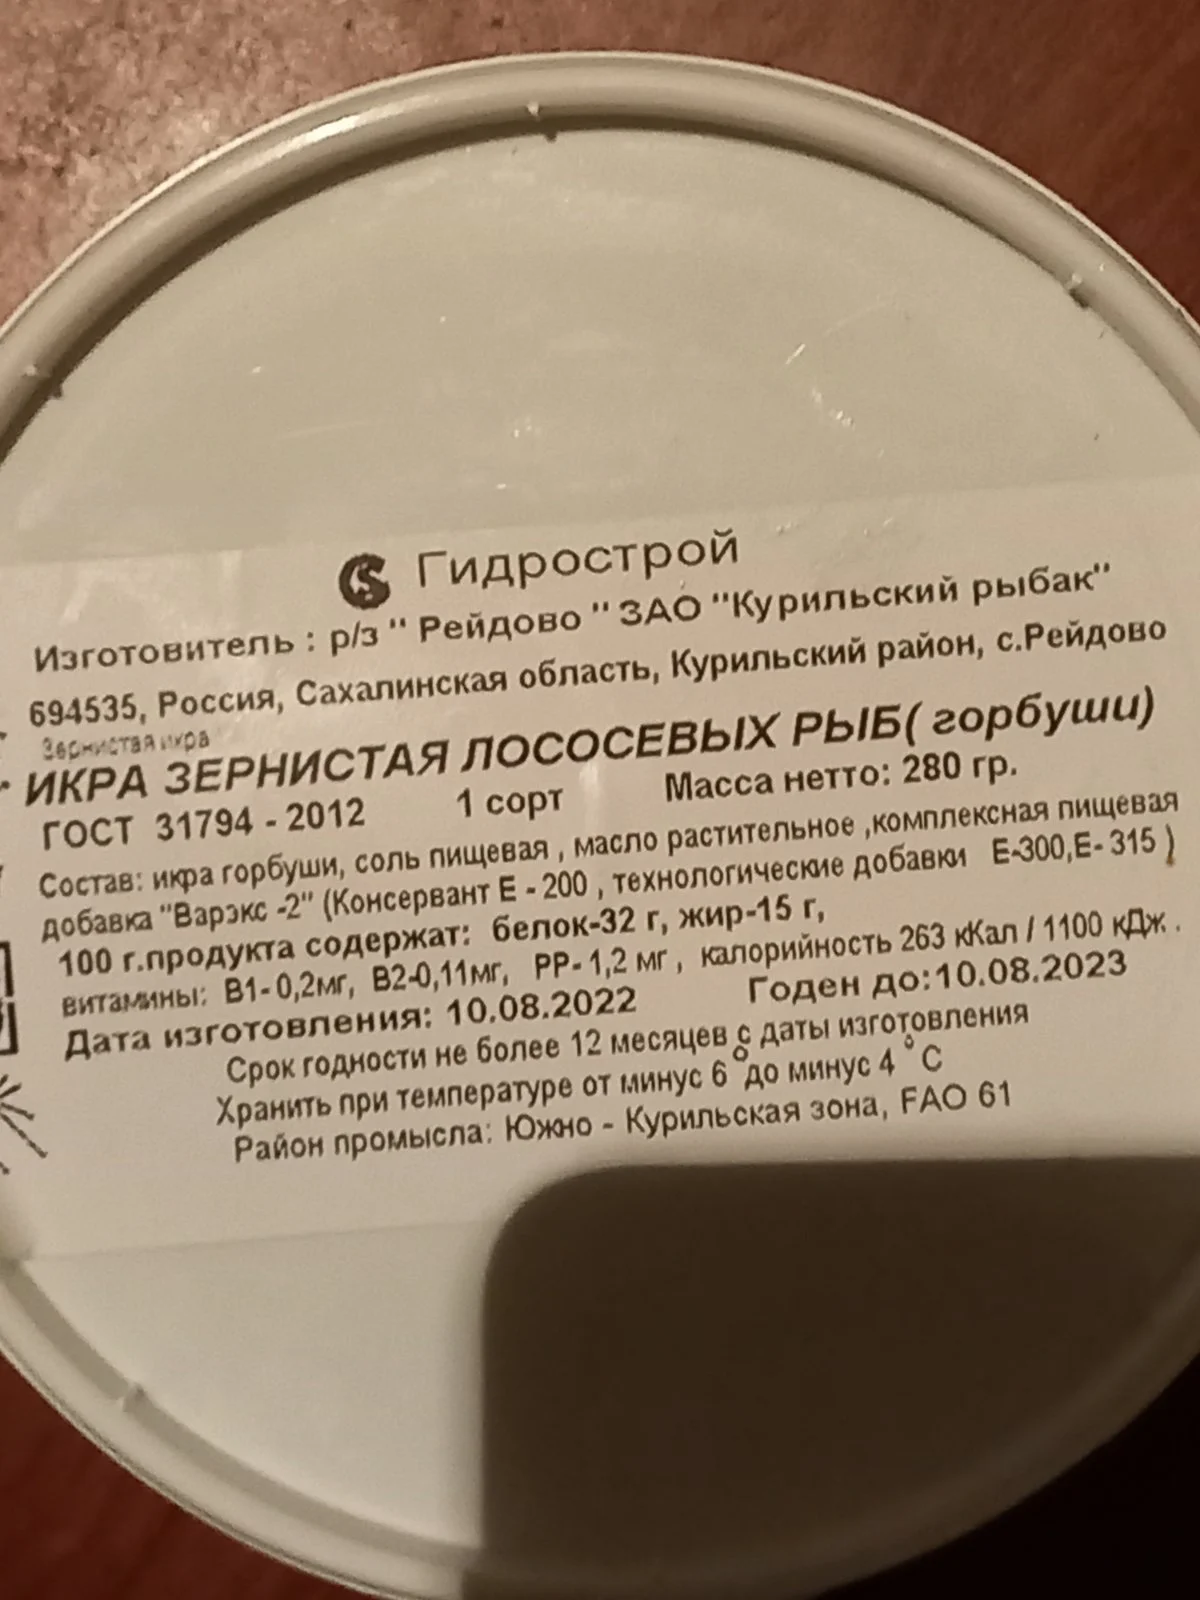 Гидрострой
Изготовитель : р/з " Рейдово " ЗАО "Курильский рыбак"
694535, Россия, Сахалинская область, Курильский район, с.Рейдово
Зернистая икра
ИКРА ЗЕРНИСТАЯ ЛОСОСЕВЫХ РЫБ( горбуши)
ГОСТ 31794 - 2012 1 сорт Масса нетто: 280 гр.
Состав: икра горбуши, соль пищевая , масло растительное ,комплексная пищевая
добавка "Варэкс -2" (Консервант Е - 200 , технологические добавки Е-300,Е- 315 )
100 г.продукта содержат: белок-32 г, жир-15 г,
витамины: В1- 0,2мг, В2-0,11мг, РР- 1,2 мг , калорийность 263 кКал / 1100 кДж .
Дата изготовления: 10.08.2022 Годен до:10.08.2023
Срок годности не более 12 месяцев с даты изготовления
Хранить при температуре от минус 6 ° до минус 4 ° С
Район промысла: Южно - Курильская зона, FAO 61